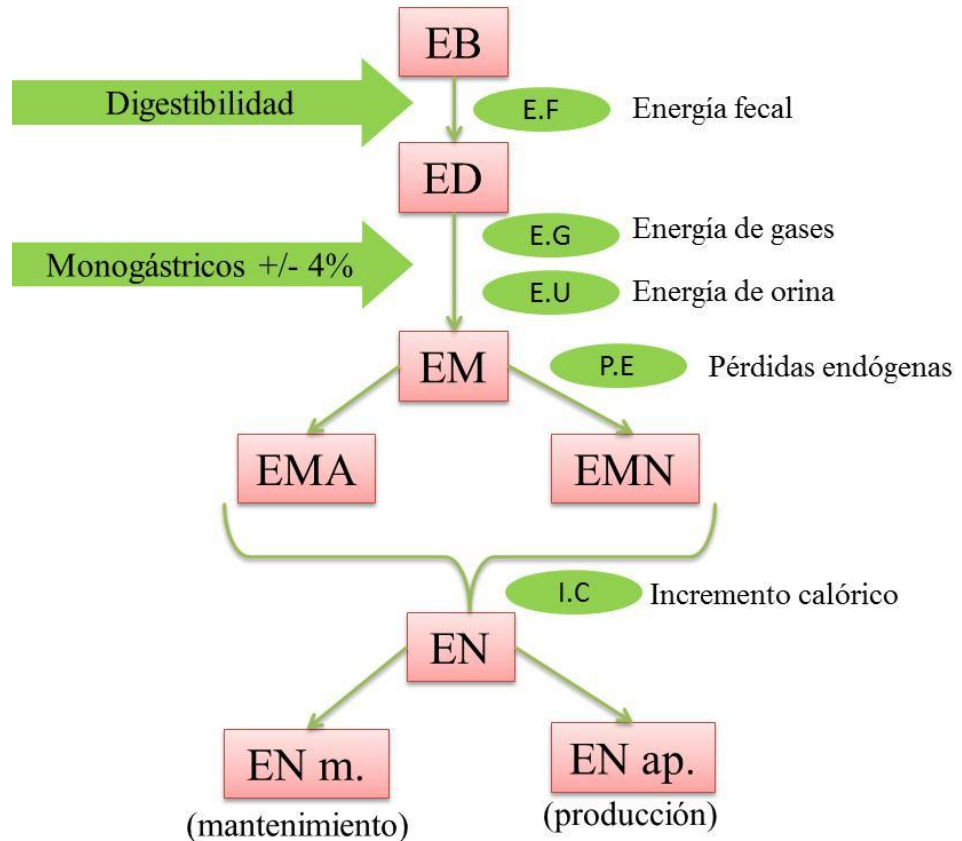 EB
Digestibilidad
E.F Energía fecal
ED
E.G Energía de gases
Monogástricos +/- 4%
E.U Energía de orina
EM
P.E Pérdidas endógenas
EMA EMN
I.C Incremento calórico
EN
EN m. EN ap.
(mantenimiento) (producción)